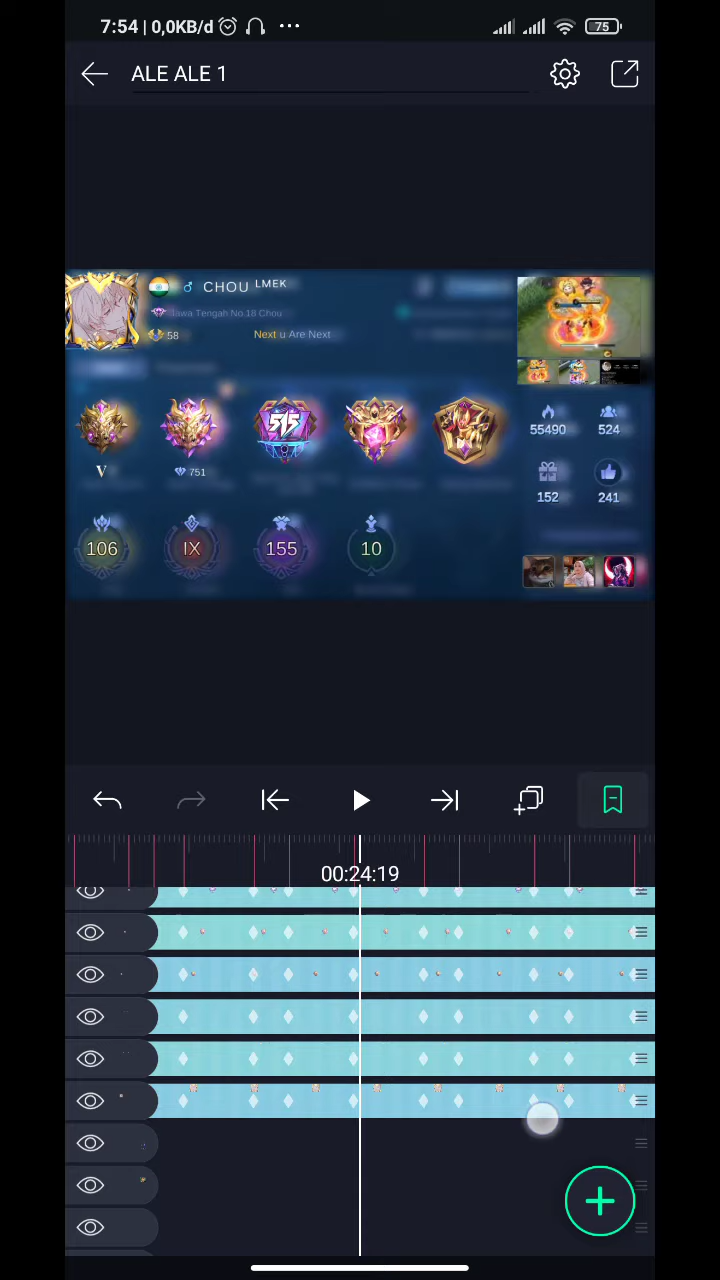 7:54 | 0,0KB/d
75
ALE ALE 1
CHOU LMEK
Jawa Tengah No.18 Chou
58
Next u Are Next
515
V
751
55490
524
152
241
106
IX
155
10
00:24:19